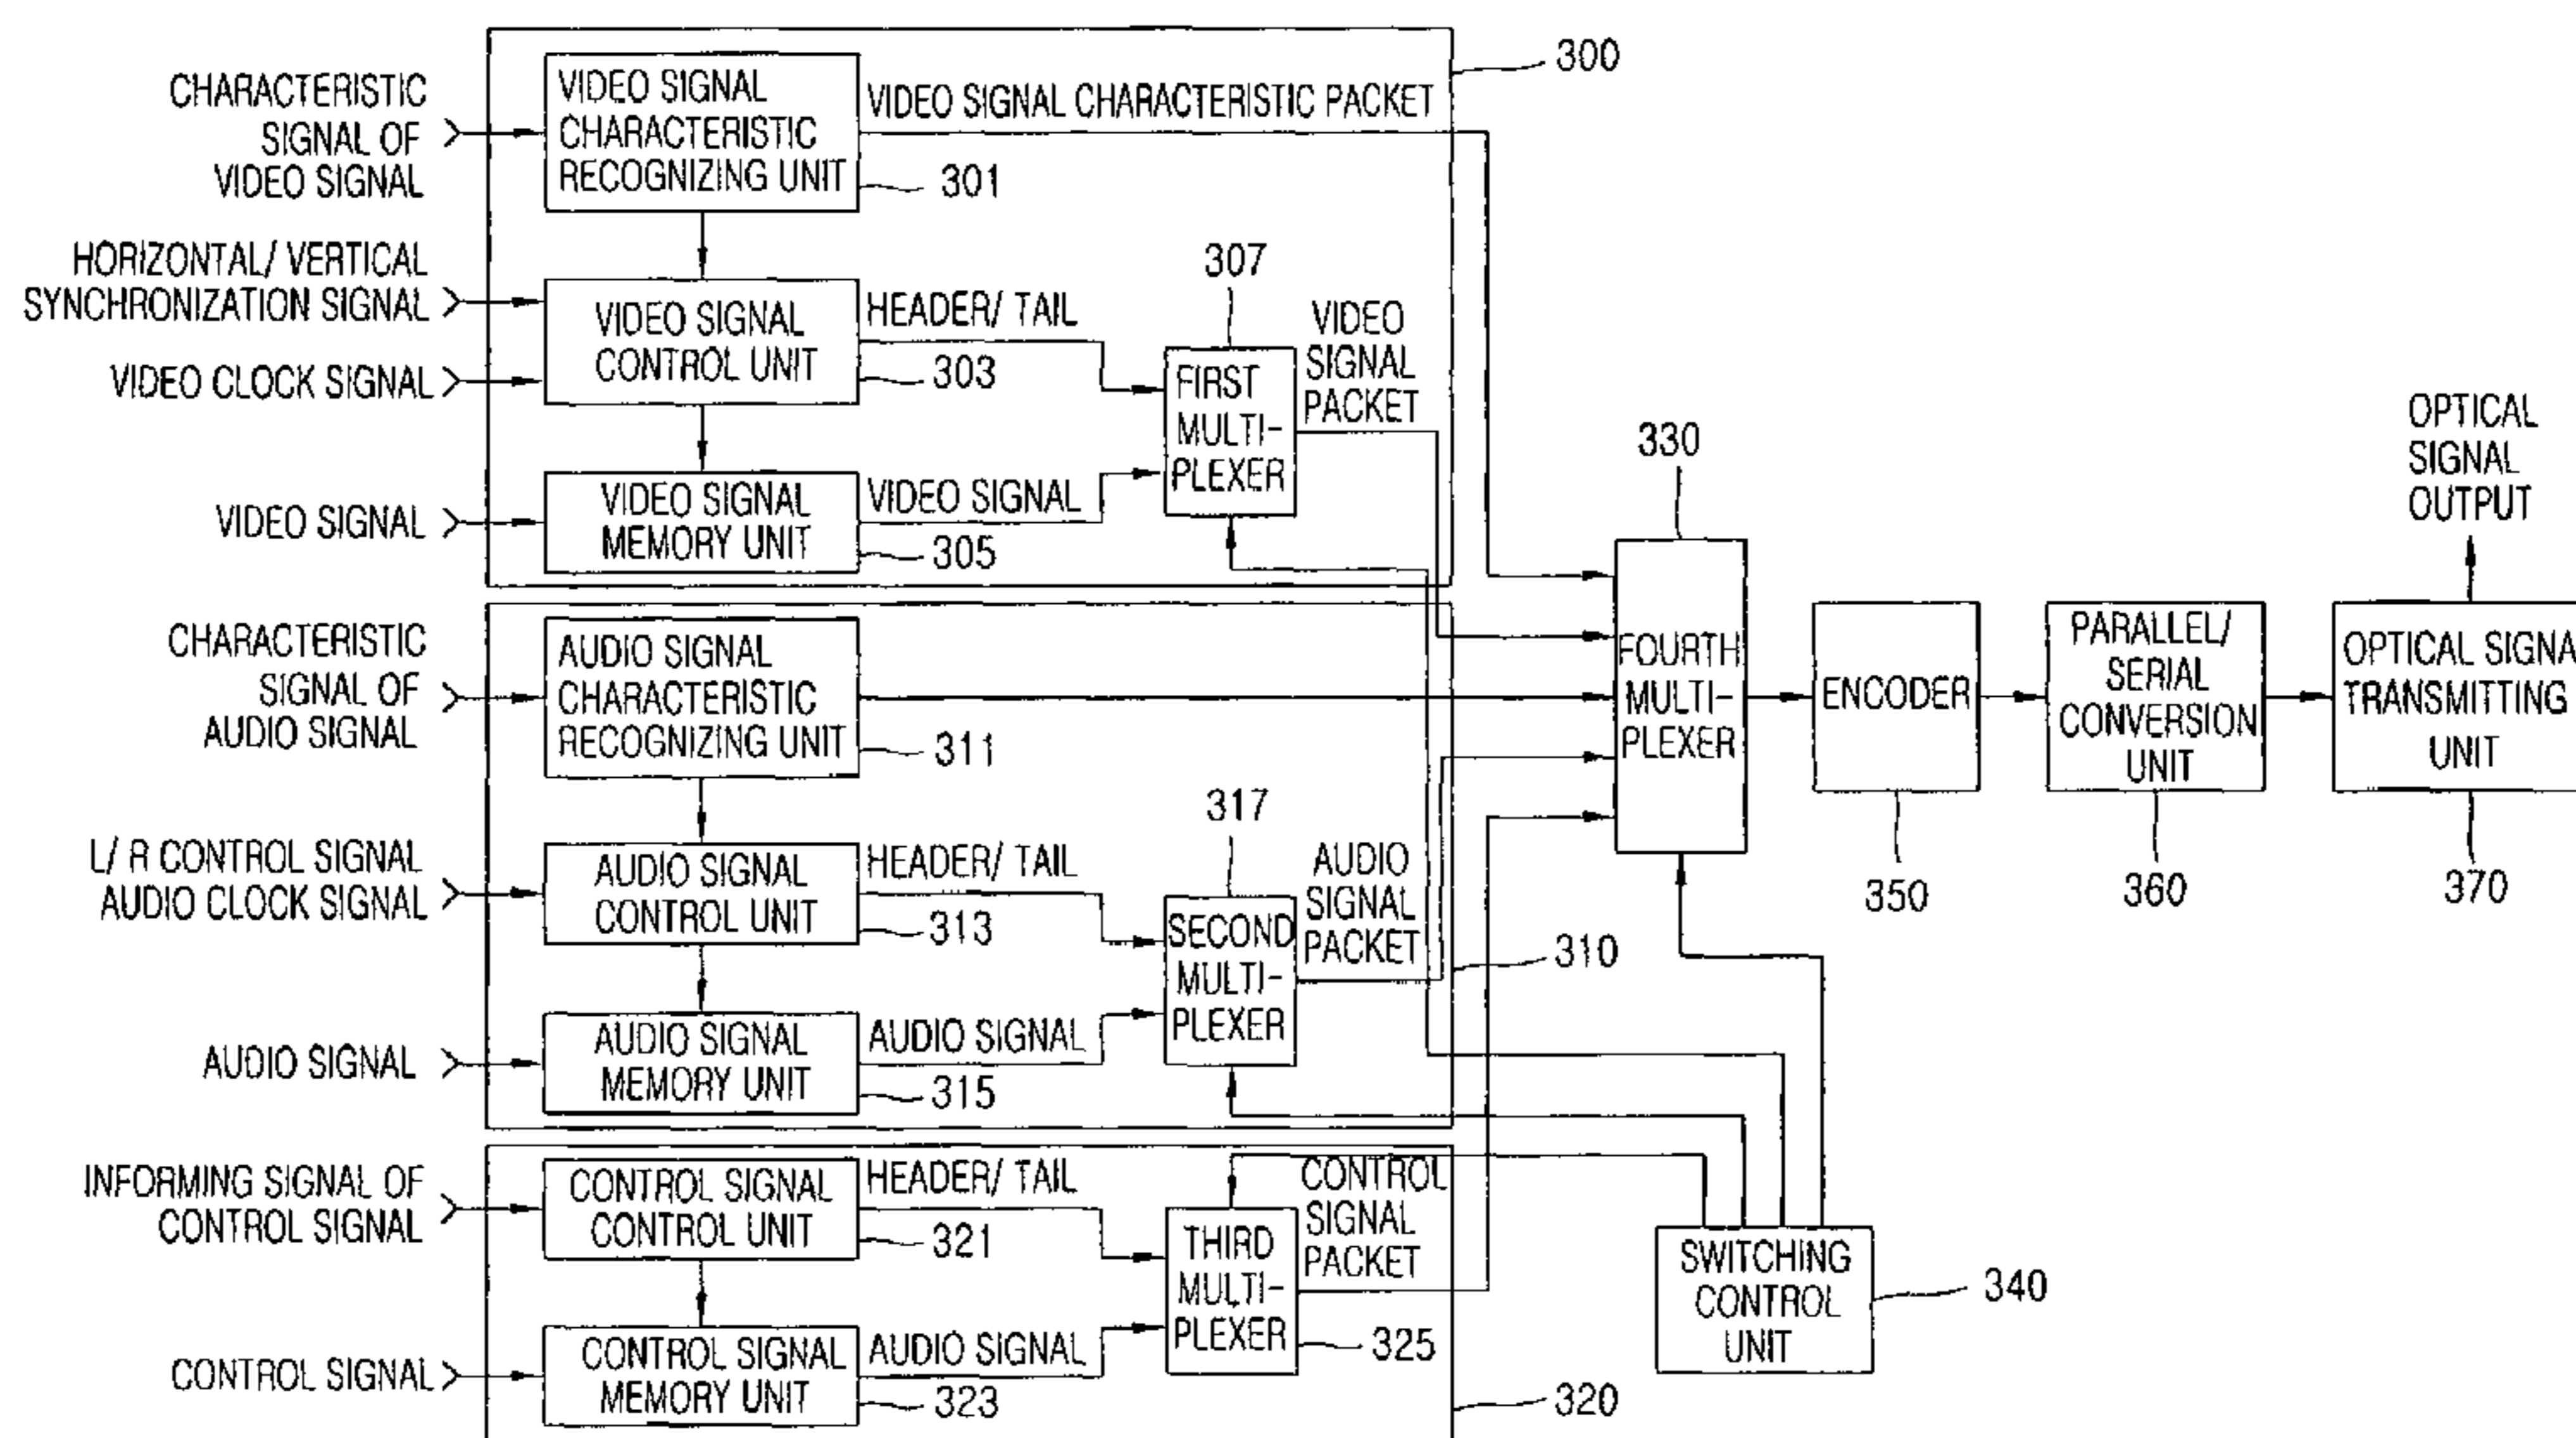 CHARACTERISTIC
SIGNAL OF
VIDEO SIGNAL
VIDEO SIGNAL
CHARACTERISTIC
RECOGNIZING UNIT
301
VIDEO SIGNAL CHARACTERISTIC PACKET
300
HORIZONTAL/ VERTICAL
SYNCHRONIZATION SIGNAL
VIDEO CLOCK SIGNAL
VIDEO SIGNAL
CONTROL UNIT
303
HEADER/ TAIL
307
FIRST
MULTI-
PLEXER
VIDEO
SIGNAL
PACKET
VIDEO SIGNAL
VIDEO SIGNAL
MEMORY UNIT
305
VIDEO SIGNAL
CHARACTERISTIC
SIGNAL OF
AUDIO SIGNAL
AUDIO SIGNAL
CHARACTERISTIC
RECOGNIZING UNIT
311
L/ R CONTROL SIGNAL
AUDIO CLOCK SIGNAL
AUDIO SIGNAL
CONTROL UNIT
313
HEADER/ TAIL
317
SECOND
MULTI-
PLEXER
AUDIO
SIGNAL
PACKET
310
AUDIO SIGNAL
AUDIO SIGNAL
MEMORY UNIT
315
AUDIO SIGNAL
INFORMING SIGNAL OF
CONTROL SIGNAL
CONTROL SIGNAL
CONTROL UNIT
321
HEADER/ TAIL
THIRD
MULTI-
PLEXER
325
CONTROL
SIGNAL
PACKET
CONTROL SIGNAL
CONTROL SIGNAL
MEMORY UNIT
323
AUDIO SIGNAL
320
330
FOURTH
MULTI-
PLEXER
ENCODER
350
PARALLEL/
SERIAL
CONVERSION
UNIT
360
OPTICAL
SIGNAL
OUTPUT
OPTICAL SIGNA
TRANSMITTING
UNIT
370
SWITCHING
CONTROL
UNIT
340